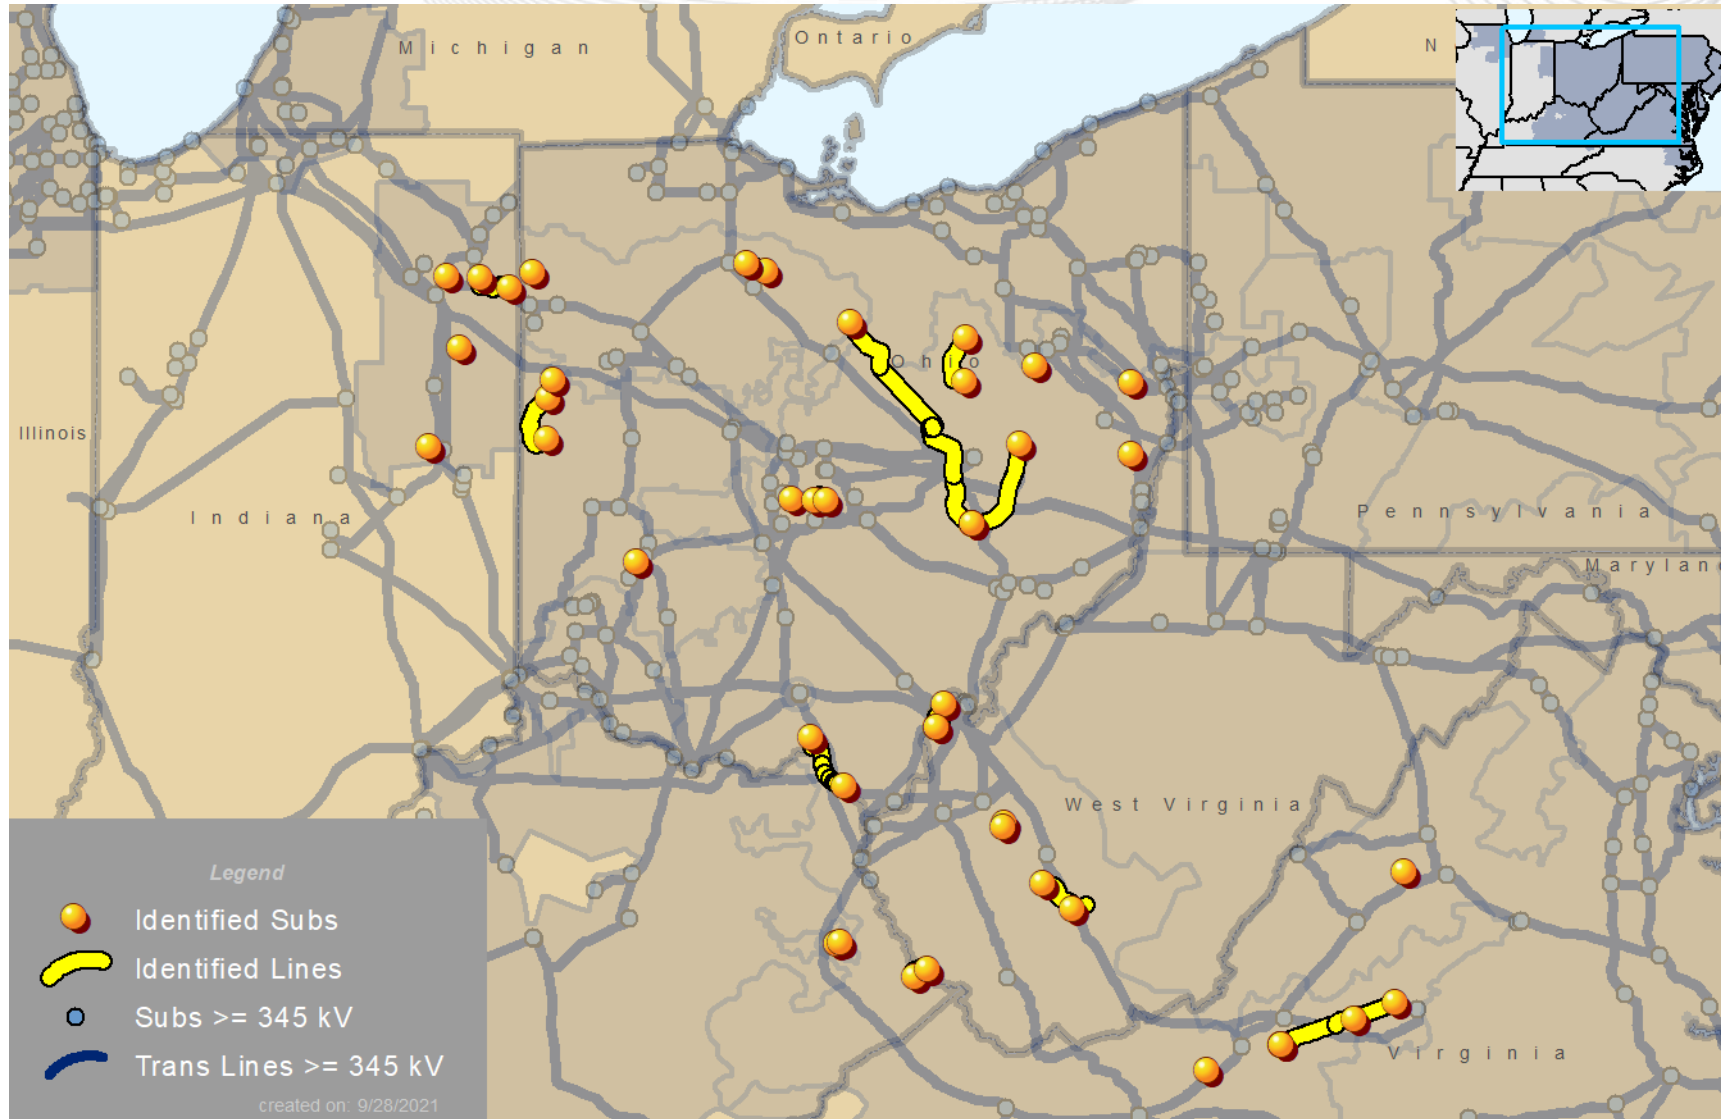 Michigan
Ontario
N
Ohio
Illinois
Indiana
Pennsylvania
Maryland
West Virginia
Virginia
Legend
Identified Subs
Identified Lines
Subs >= 345 kV
Trans Lines >= 345 kV
created on: 9/28/2021